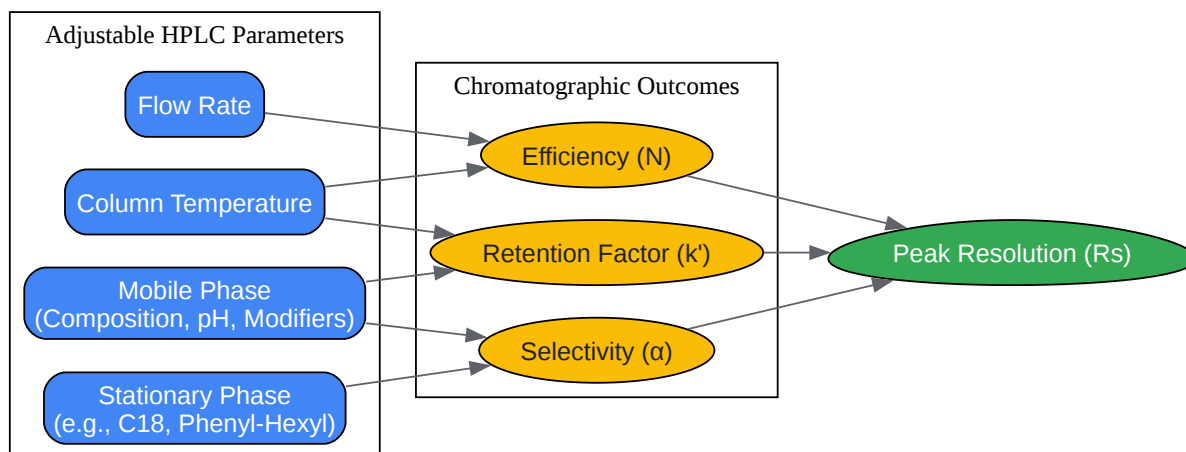 Adjustable HPLC Parameters
Flow Rate
Column Temperature
Mobile Phase
(Composition, pH, Modifiers)
Stationary Phase
(e.g., C18, Phenyl-Hexyl)
Chromatographic Outcomes
Efficiency (N)
Retention Factor (k')
Selectivity (α)
Peak Resolution (Rs)